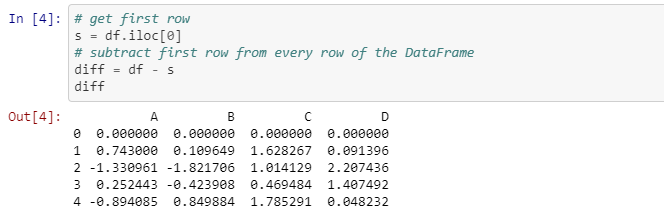 In [4]: # get first row
s = df.iloc[0]
# subtract first row from every row of the DataFrame
diff = df - s
diff
Out[4]: A B C D
0 0.000000 0.000000 0.000000 0.000000
1 0.743000 0.109649 1.628267 0.091396
2 -1.330961 -1.821706 1.014129 2.207436
3 0.252443 -0.423908 0.469484 1.407492
4 -0.894085 0.849884 1.785291 0.048232